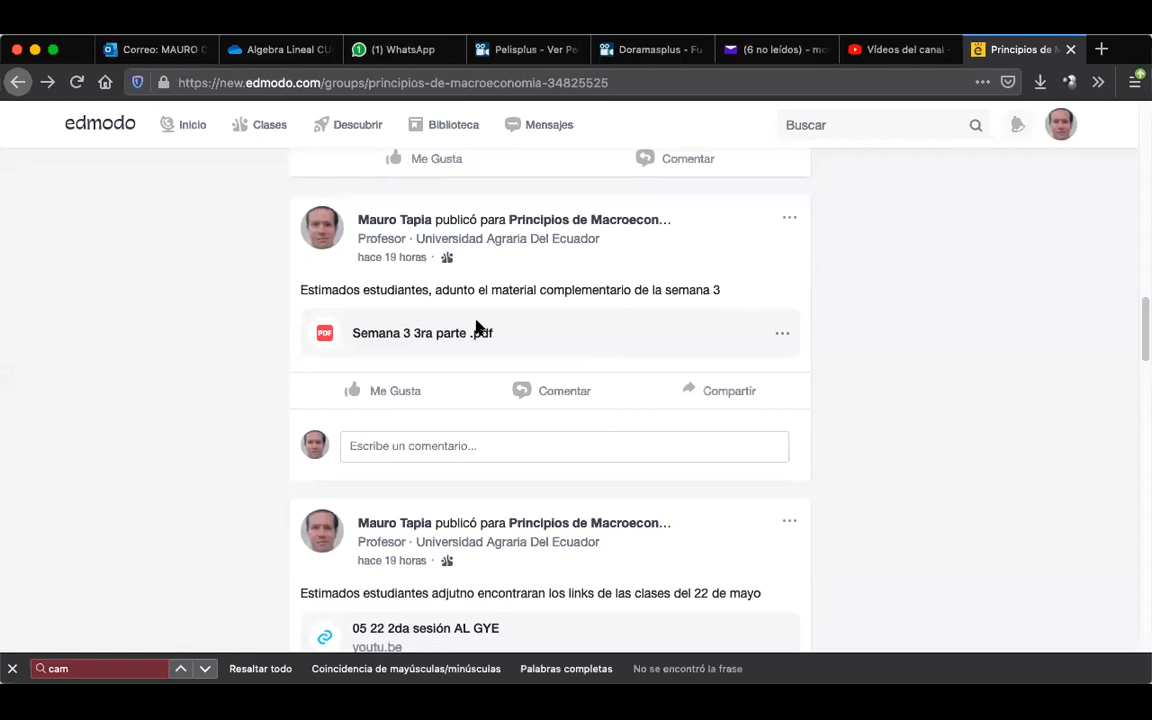 Correo: MAURO C
Algebra Lineal CU
(1) WhatsApp
Pelisplus - Ver Pe
Doramasplus - Fu
(6 no leídos) - m
Vídeos del canal
Principios de M
https://new.edmodo.com/groups/principios-de-macroeconomia-34825525
edmodo
Inicio
Clases
Descubrir
Biblioteca
Mensajes
Buscar
Me Gusta
Comentar
Mauro Tapia publicó para Principios de Macroecon...
Profesor · Universidad Agraria Del Ecuador
hace 19 horas ·
Estimados estudiantes, adunto el material complementario de la semana 3
PDF
Semana 3 3ra parte .pdf
Me Gusta
Comentar
Compartir
Escribe un comentario...
Mauro Tapia publicó para Principios de Macroecon...
Profesor · Universidad Agraria Del Ecuador
hace 19 horas ·
Estimados estudiantes adjutno encontraran los links de las clases del 22 de mayo
05 22 2da sesión AL GYE
youtu.be
cam
Resaltar todo
Coincidencia de mayúsculas/minúsculas
Palabras completas
No se encontró la frase